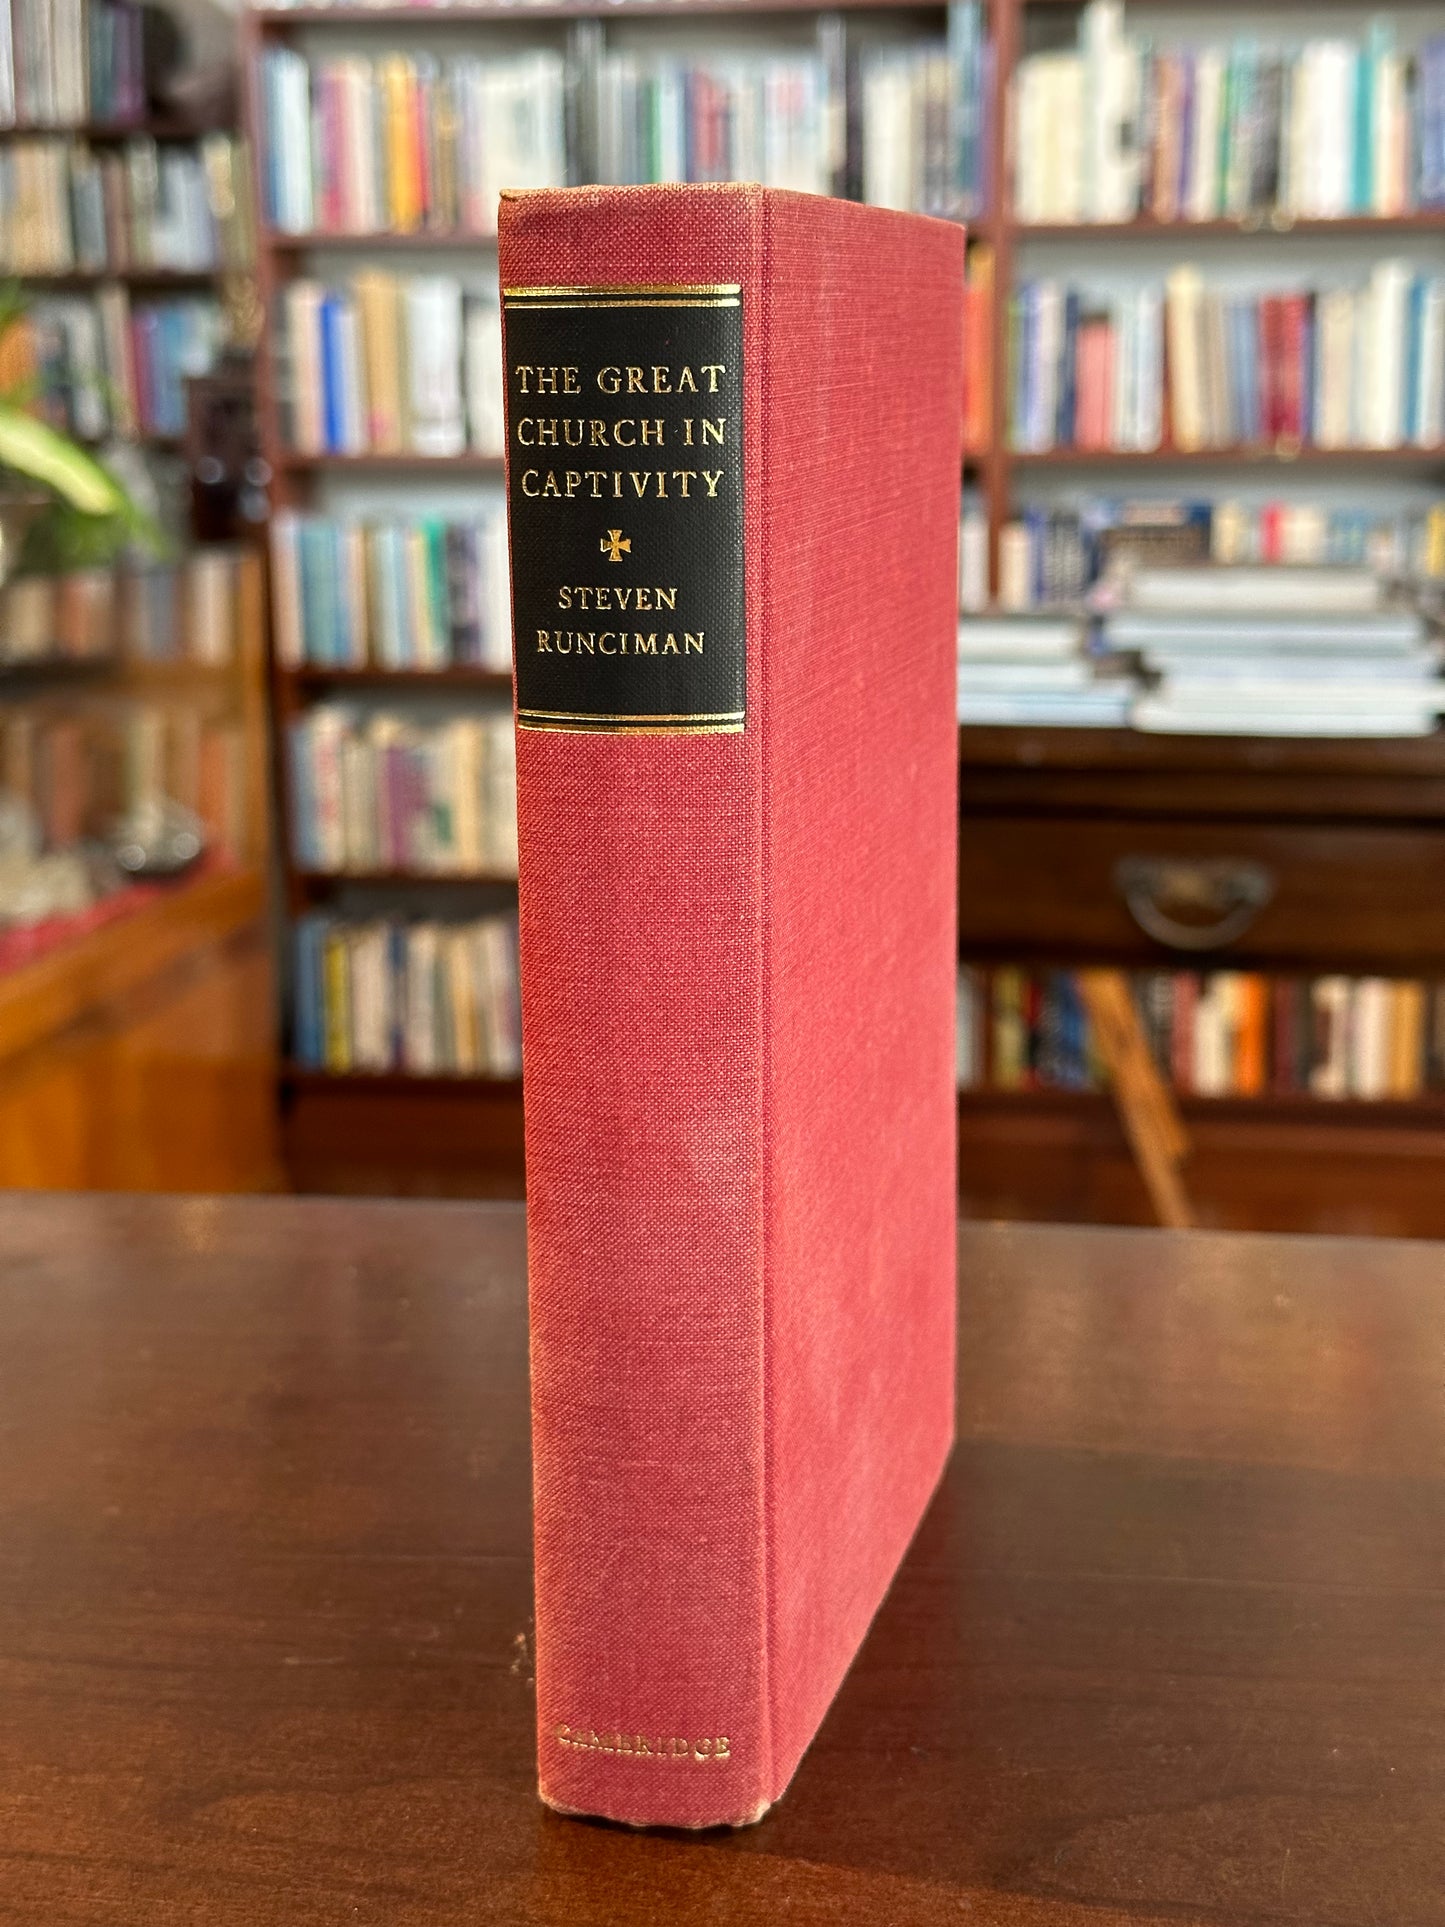 THE GREAT
CHURCH IN
CAPTIVITY
STEVEN
RUNCIMAN
CAMBRIDGE